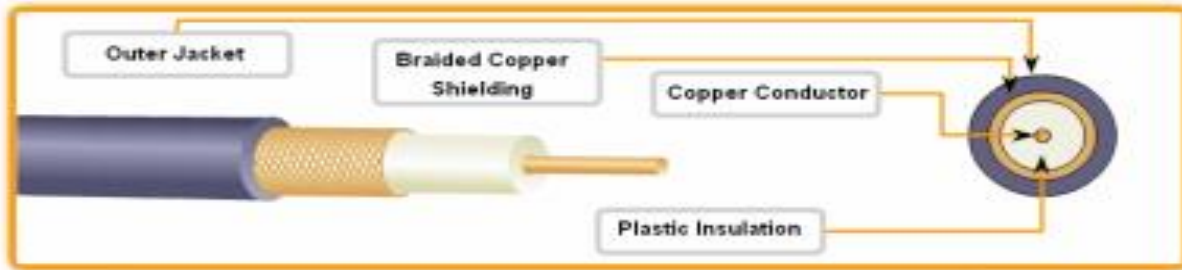 Outer Jacket
Braided Copper
Shielding
Copper Conductor
Plastic Insulation